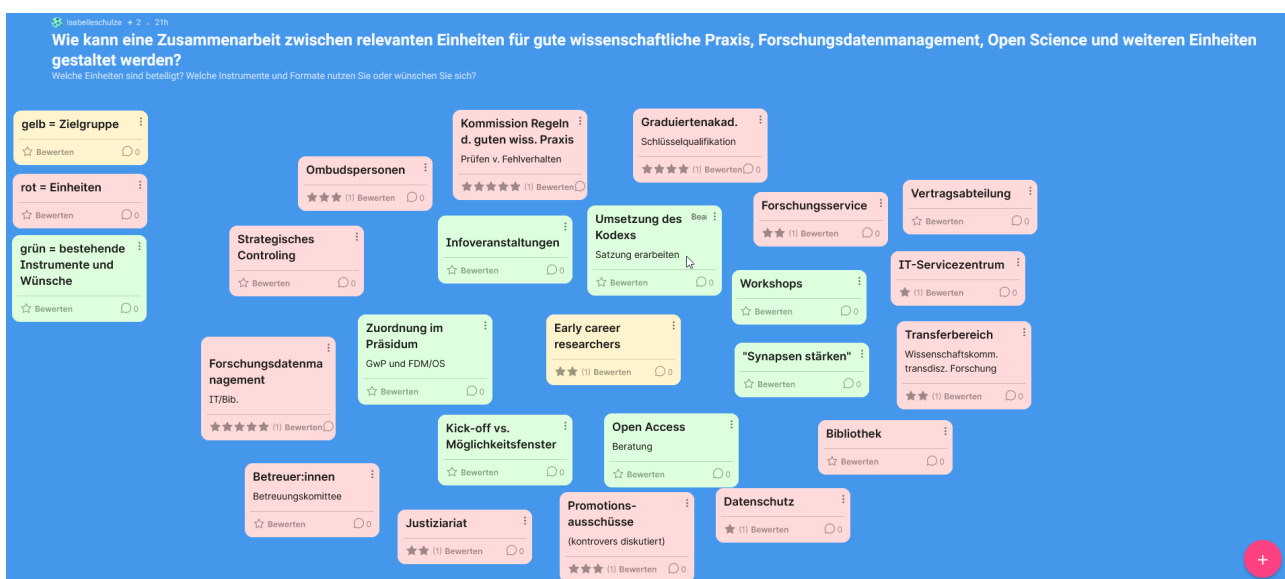 isabelleschulze + 2 . 21h
Wie kann eine Zusammenarbeit zwischen relevanten Einheiten für gute wissenschaftliche Praxis, Forschungsdatenmanagement, Open Science und weiteren Einheiten
gestaltet werden?
Welche Einheiten sind beteiligt? Welche Instrumente und Formate nutzen Sie oder wünschen Sie sich?
gelb = Zielgruppe
Bewerten 0
rot = Einheiten
Bewerten 0
grün = bestehende
Instrumente und
Wünsche
Bewerten 0
Ombudspersonen
(1) Bewerten 0
Kommission Regeln
d. guten wiss. Praxis
Prüfen v. Fehlverhalten
(1) Bewerten
Graduiertenakad.
Schlüsselqualifikation
(1) Bewerten 0
Strategisches
Controling
Bewerten 0
Infoveranstaltungen
Bewerten 0
Umsetzung des
Kodexs
Bea
Satzung erarbeiten
Bewerten 0
Forschungsservice
(1) Bewerten 0
Vertragsabteilung
Bewerten 0
Workshops
Bewerten 0
IT-Servicezentrum
(1) Bewerten 0
Forschungsdatenma
nagement
IT/Bib.
(1) Bewerten
Zuordnung im
Präsidum
GwP und FDM/OS
Bewerten 0
Early career
researchers
(1) Bewerten 0
"Synapsen stärken"
Bewerten 0
Transferbereich
Wissenschaftskomm.
transdisz. Forschung
(1) Bewerten 0
Kick-off vs.
Möglichkeitsfenster
Bewerten 0
Open Access
Beratung
Bewerten 0
Bibliothek
Bewerten 0
Betreuer:innen
Betreuungskomittee
Bewerten 0
Justiziariat
(1) Bewerten 0
Promotions-
ausschüsse
(kontrovers diskutiert)
(1) Bewerten 0
Datenschutz
(1) Bewerten 0